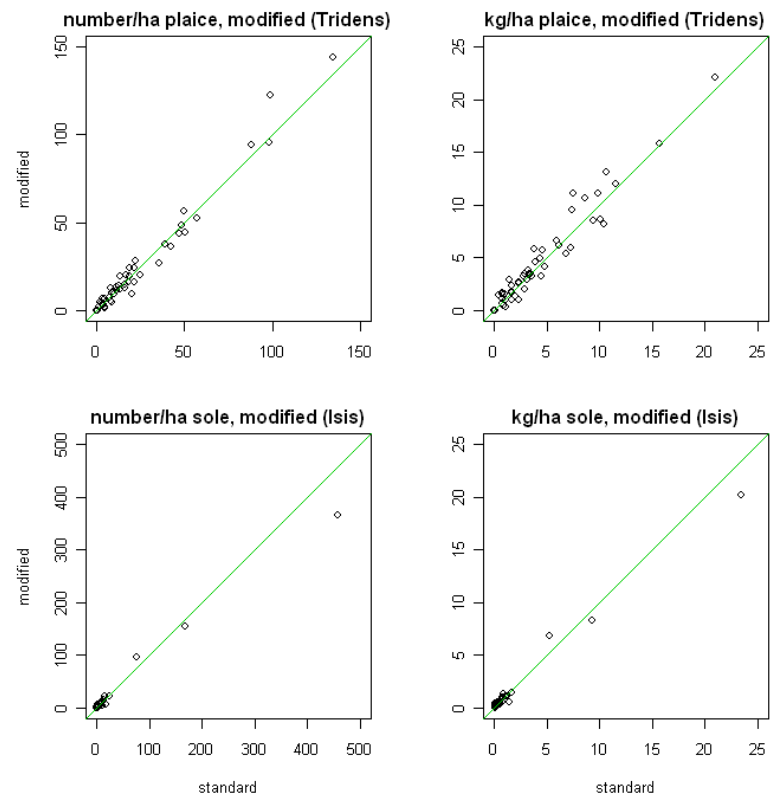 number/ha plaice, modified (Tridens)
modified
150
100
50
0
0 50 100 150
kg/ha plaice, modified (Tridens)
25
20
15
10
5
0
0 5 10 15 20 25
number/ha sole, modified (Isis)
modified
500
400
300
200
100
0
0 100 200 300 400 500
standard
kg/ha sole, modified (Isis)
25
20
15
10
5
0
0 5 10 15 20 25
standard